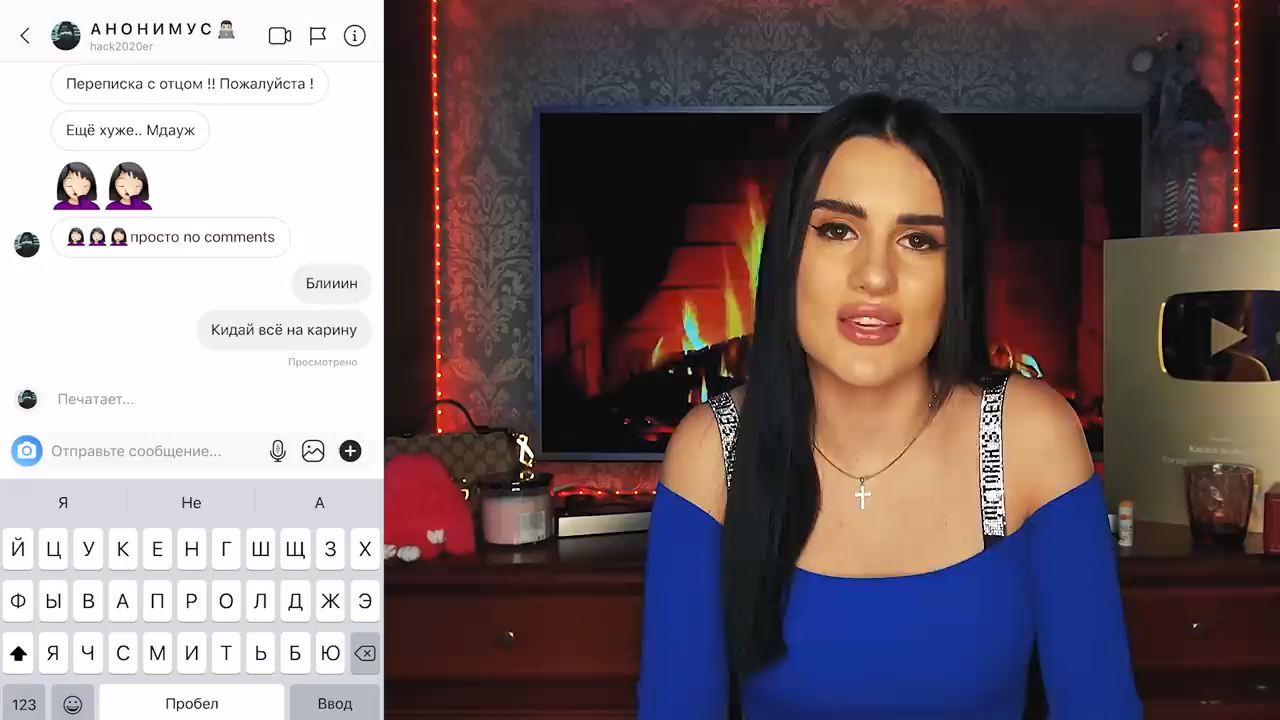 АНОНИМУС
hack2020er
Переписка с отцом !! Пожалуйста !
Ещё хуже.. Мдауж
просто no comments
Блииин
Кидай всё на карину
Просмотрено
Печатает...
Отправьте сообщение...
Я Не А
Й Ц У К Е Н Г Ш Щ З Х
Ф Ы В А П Р О Л Д Ж Э
Я Ч С М И Т Ь Б Ю
123 Пробел Ввод